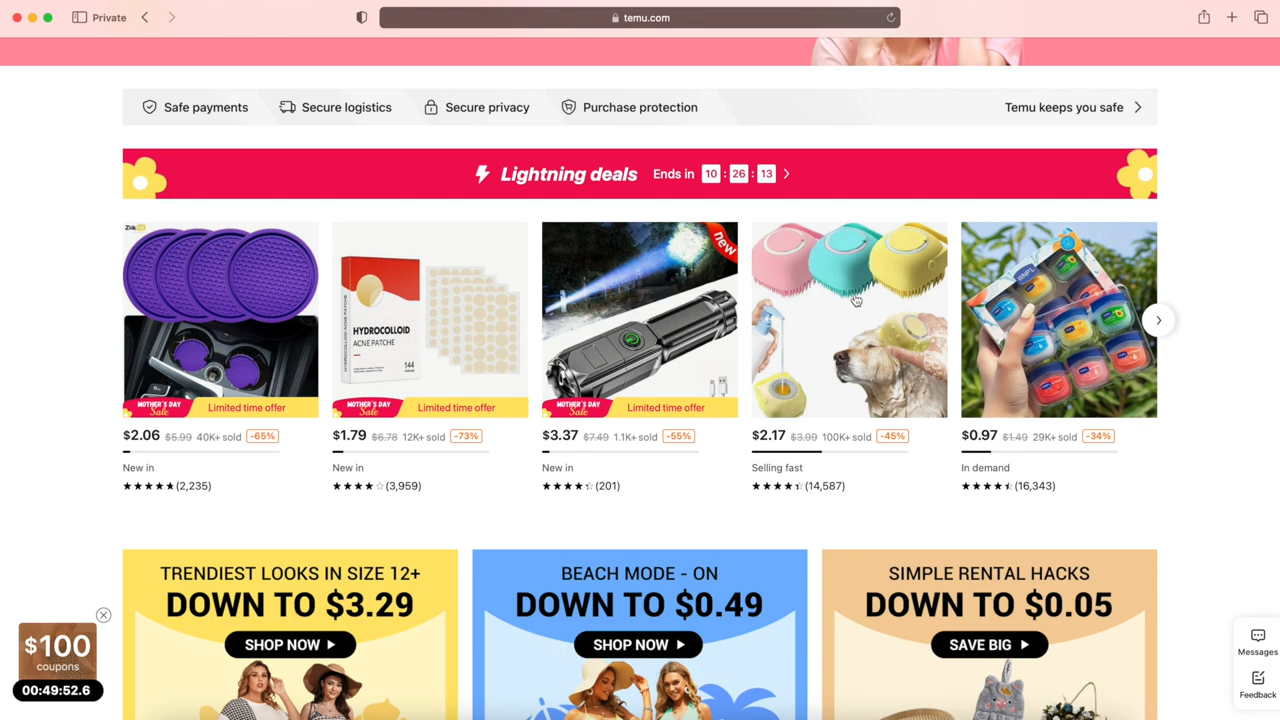 Private
temu.com
Safe payments
Secure logistics
Secure privacy
Purchase protection
Temu keeps you safe
Lightning deals Ends in 10 : 26 : 13
MOTHER'S DAY
Sale
Limited time offer
$2.06 $5.99 40K+ sold -65%
New in
(2,235)
HYDROCOLLOID
ACNE PATCHE
144
MOTHER'S DAY
Sale
Limited time offer
$1.79 $6.78 12K+ sold -73%
New in
(3,959)
new
MOTHER'S DAY
Sale
Limited time offer
$3.37 $7.49 1.1K+ sold -55%
New in
(201)
$2.17 $3.99 100K+ sold -45%
Selling fast
(14,587)
$0.97 $1.49 29K+ sold -34%
In demand
(16,343)
TRENDIEST LOOKS IN SIZE 12+
DOWN TO $3.29
SHOP NOW
BEACH MODE - ON
DOWN TO $0.49
SHOP NOW
SIMPLE RENTAL HACKS
DOWN TO $0.05
SAVE BIG
$100
coupons
00:49:52.6
Messages
Feedback